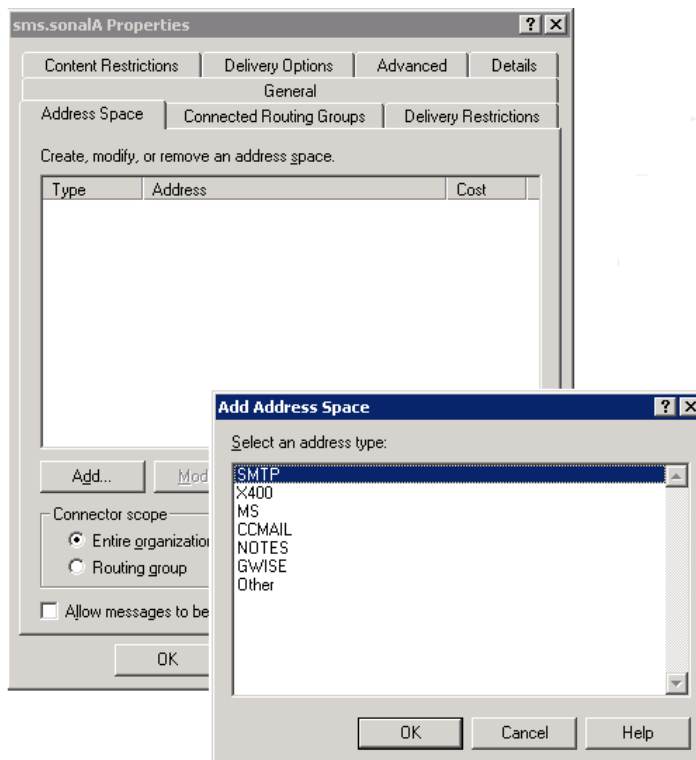 sms.sonalA Properties
Content Restrictions Delivery Options Advanced Details
General
Address Space Connected Routing Groups Delivery Restrictions
Create, modify, or remove an address space.
Type Address Cost
Add...
Connector scope
Entire
Routing group
Allow messages to be
OK
Add Address Space
Select an address type:
SMTP
X400
MS
CCMAIL
NOTES
GWISE
Other
OK Cancel Help